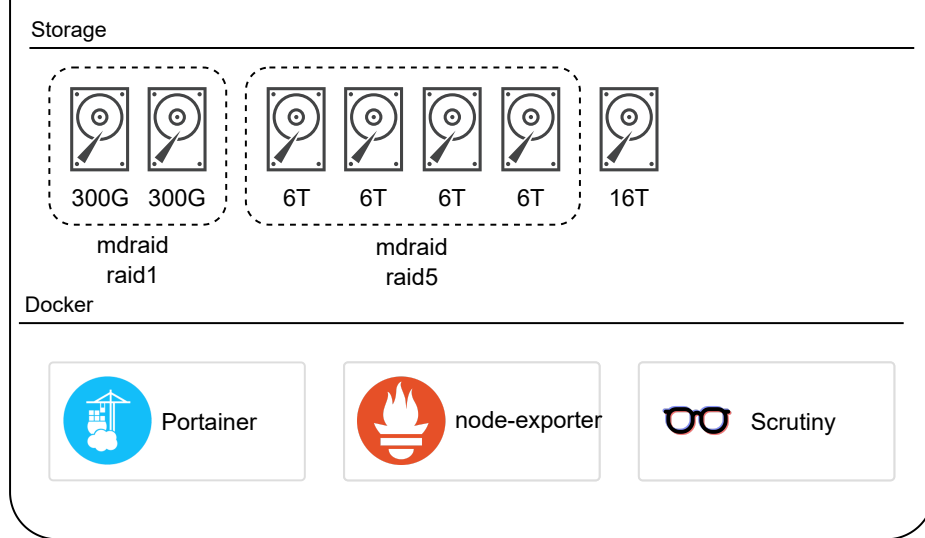 Storage
300G 300G 6T 6T 6T 6T 16T
mdraid mdraid
raid1 raid5
Docker
Portainer node-exporter Scrutiny